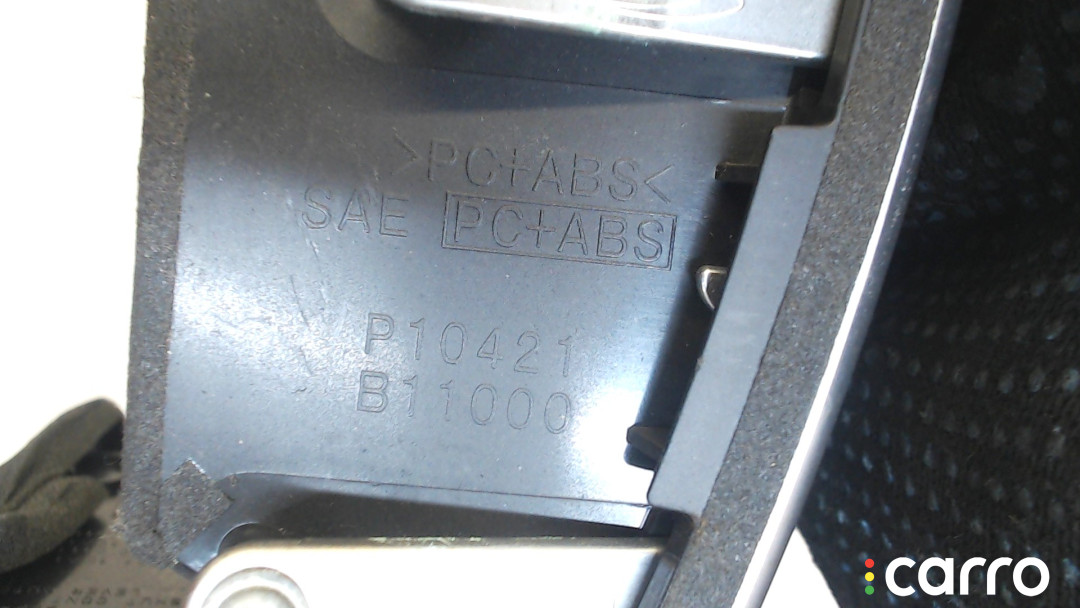 >PC+ABS<
SAE PC+ABS
P10421
B11000
carro